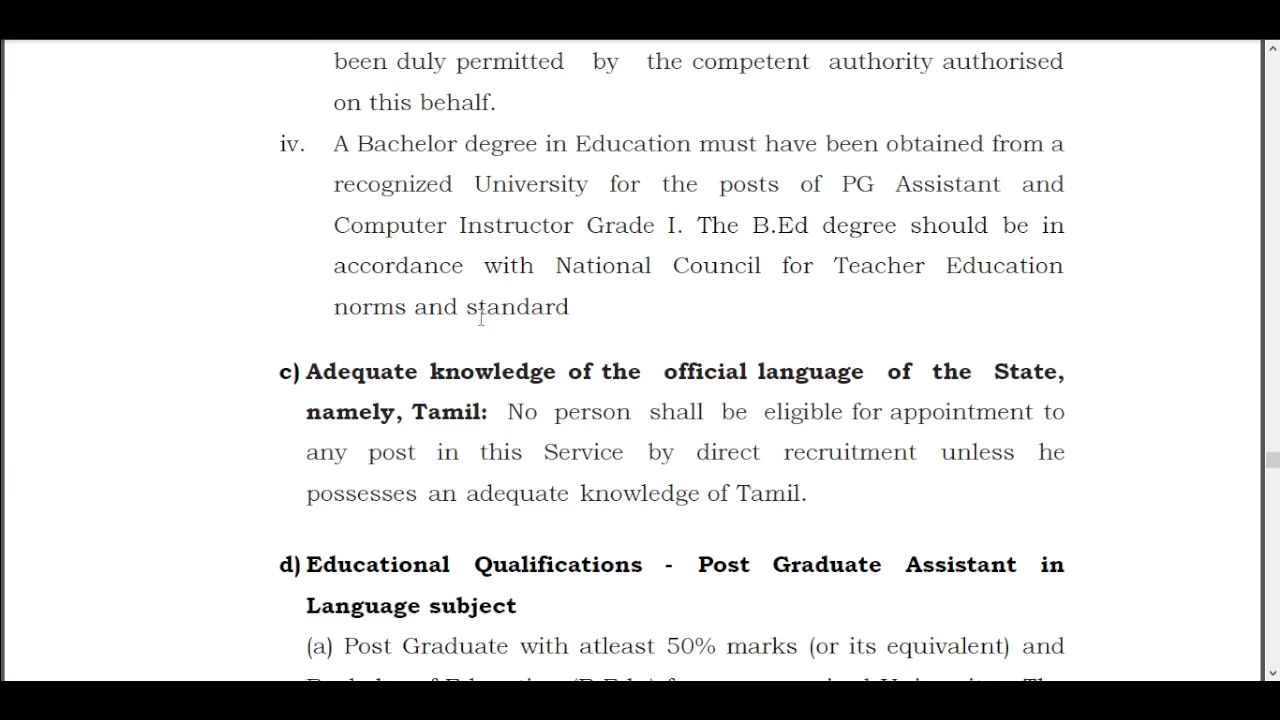 been duly permitted by the competent authority authorised
on this behalf.
iv. A Bachelor degree in Education must have been obtained from a
recognized University for the posts of PG Assistant and
Computer Instructor Grade I. The B.Ed degree should be in
accordance with National Council for Teacher Education
norms and standard
c) Adequate knowledge of the official language of the State,
namely, Tamil: No person shall be eligible for appointment to
any post in this Service by direct recruitment unless he
possesses an adequate knowledge of Tamil.
d) Educational Qualifications - Post Graduate Assistant in
Language subject
(a) Post Graduate with atleast 50% marks (or its equivalent) and